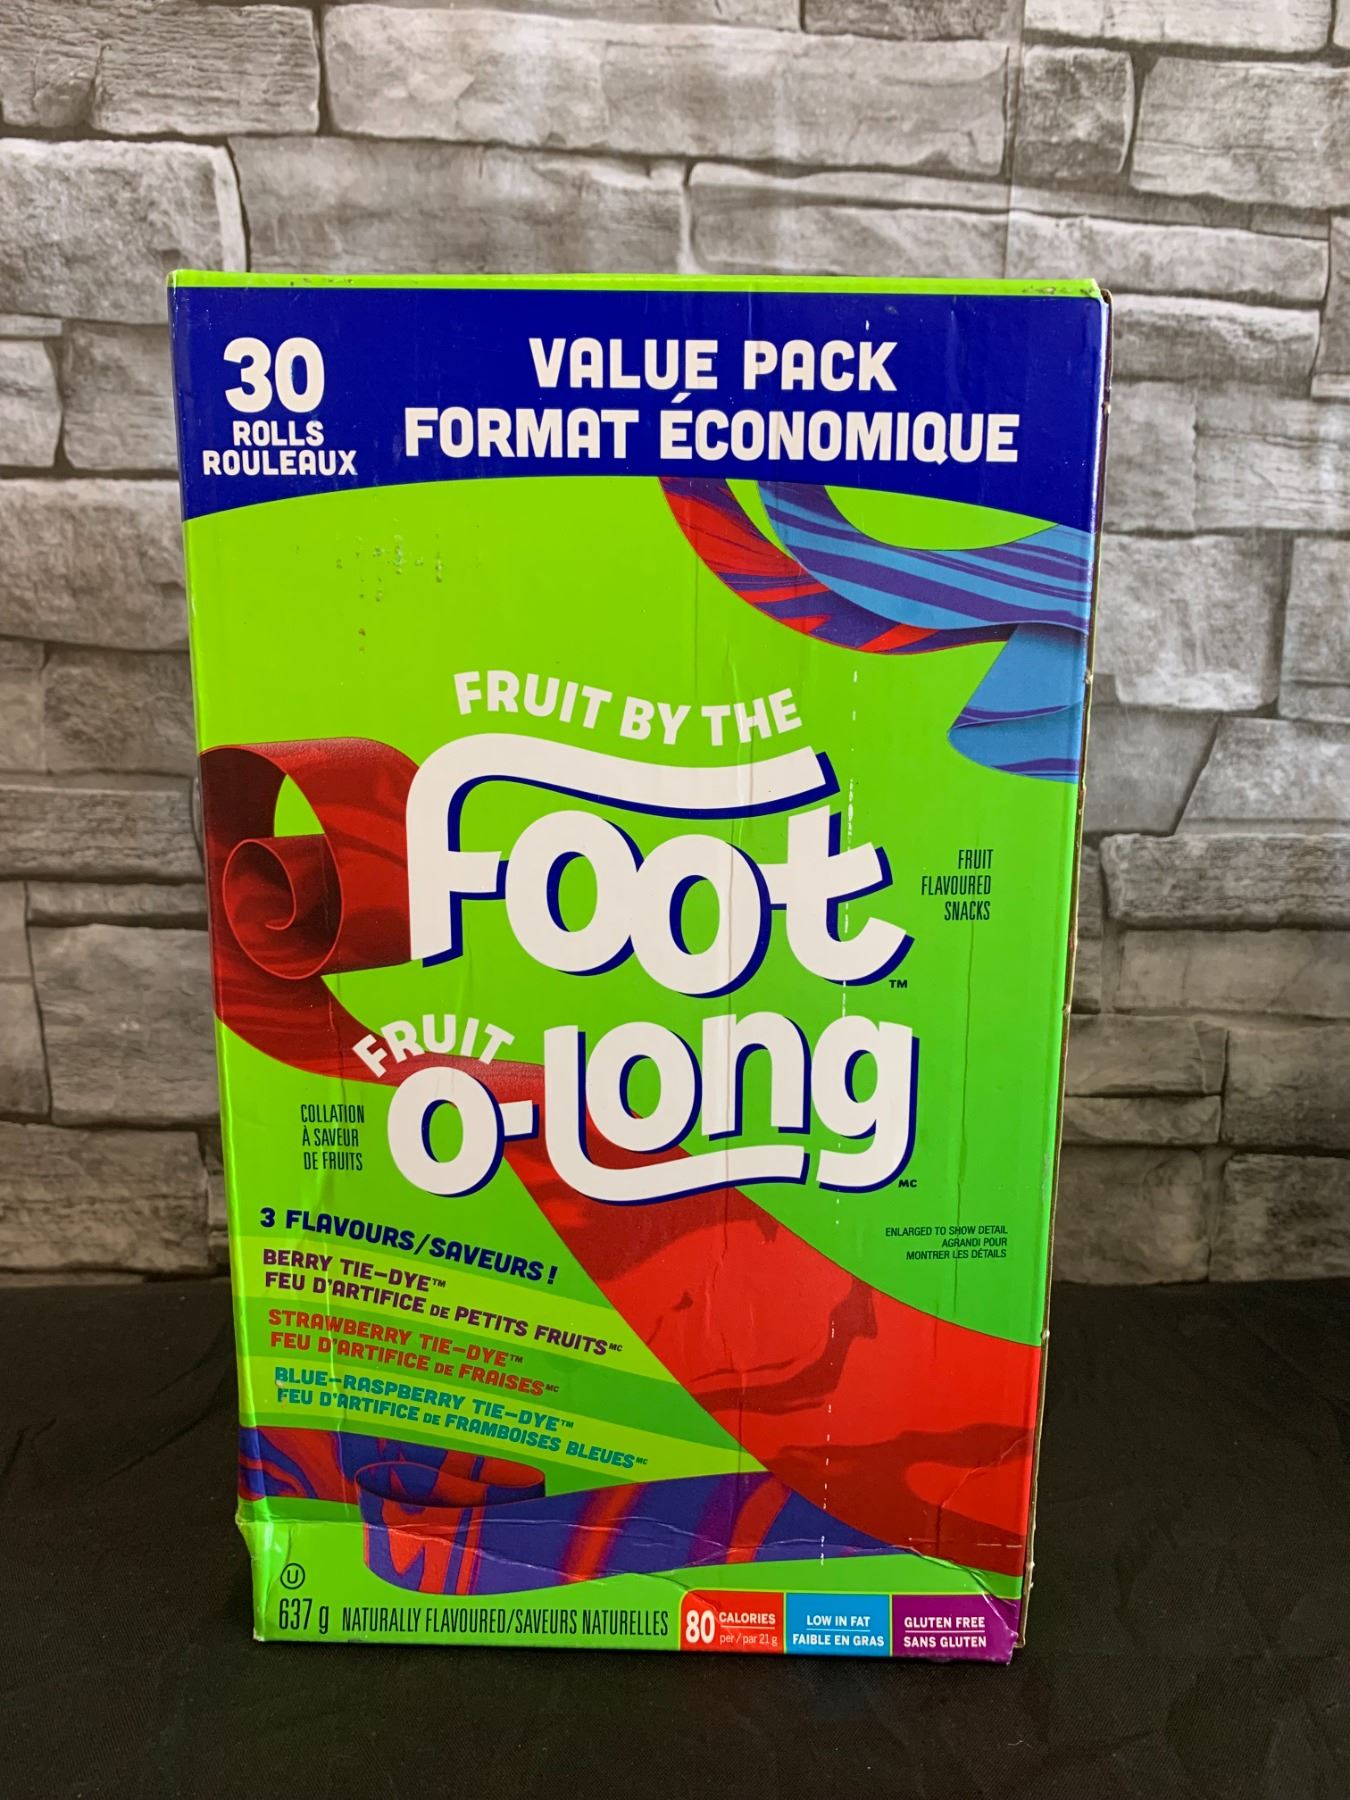 30
ROLLS
ROULEAUX
VALUE PACK
FORMAT ÉCONOMIQUE
FRUIT BY THE
Foot™
FRUIT
FLAVOURED
SNACKS
FRUIT
O-Long MC
COLLATION
À SAVEUR
DE FRUITS
ENLARGED TO SHOW DETAIL
AGRANDI POUR
MONTRER LES DÉTAILS
3 FLAVOURS/SAVEURS !
BERRY TIE-DYE™
FEU D'ARTIFICE DE PETITS FRUITS MC
STRAWBERRY TIE-DYE™
FEU D'ARTIFICE DE FRAISES MC
BLUE-RASPBERRY TIE-DYE™
FEU D'ARTIFICE DE FRAMBOISES BLEUES MC
U
637 g NATURALLY FLAVOURED/SAVEURS NATURELLES
80 CALORIES
per/par 21 g
LOW IN FAT
FAIBLE EN GRAS
GLUTEN FREE
SANS GLUTEN